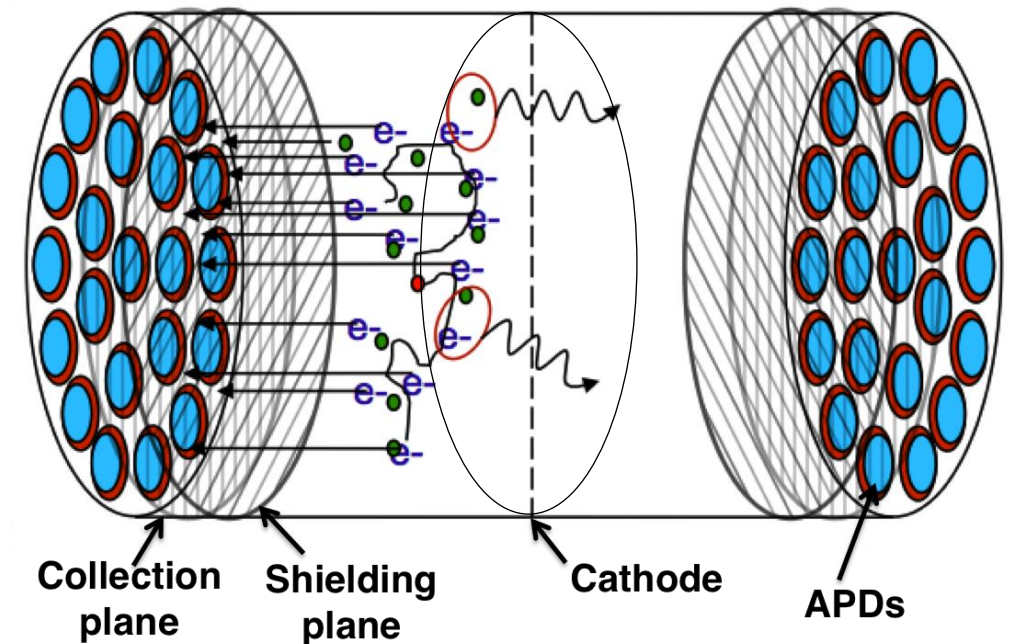 e- e-
e-
e-
e-
e-
e-
e-
e-
e-
e-
e-
e-
Collection
plane
Shielding
plane
Cathode
APDs